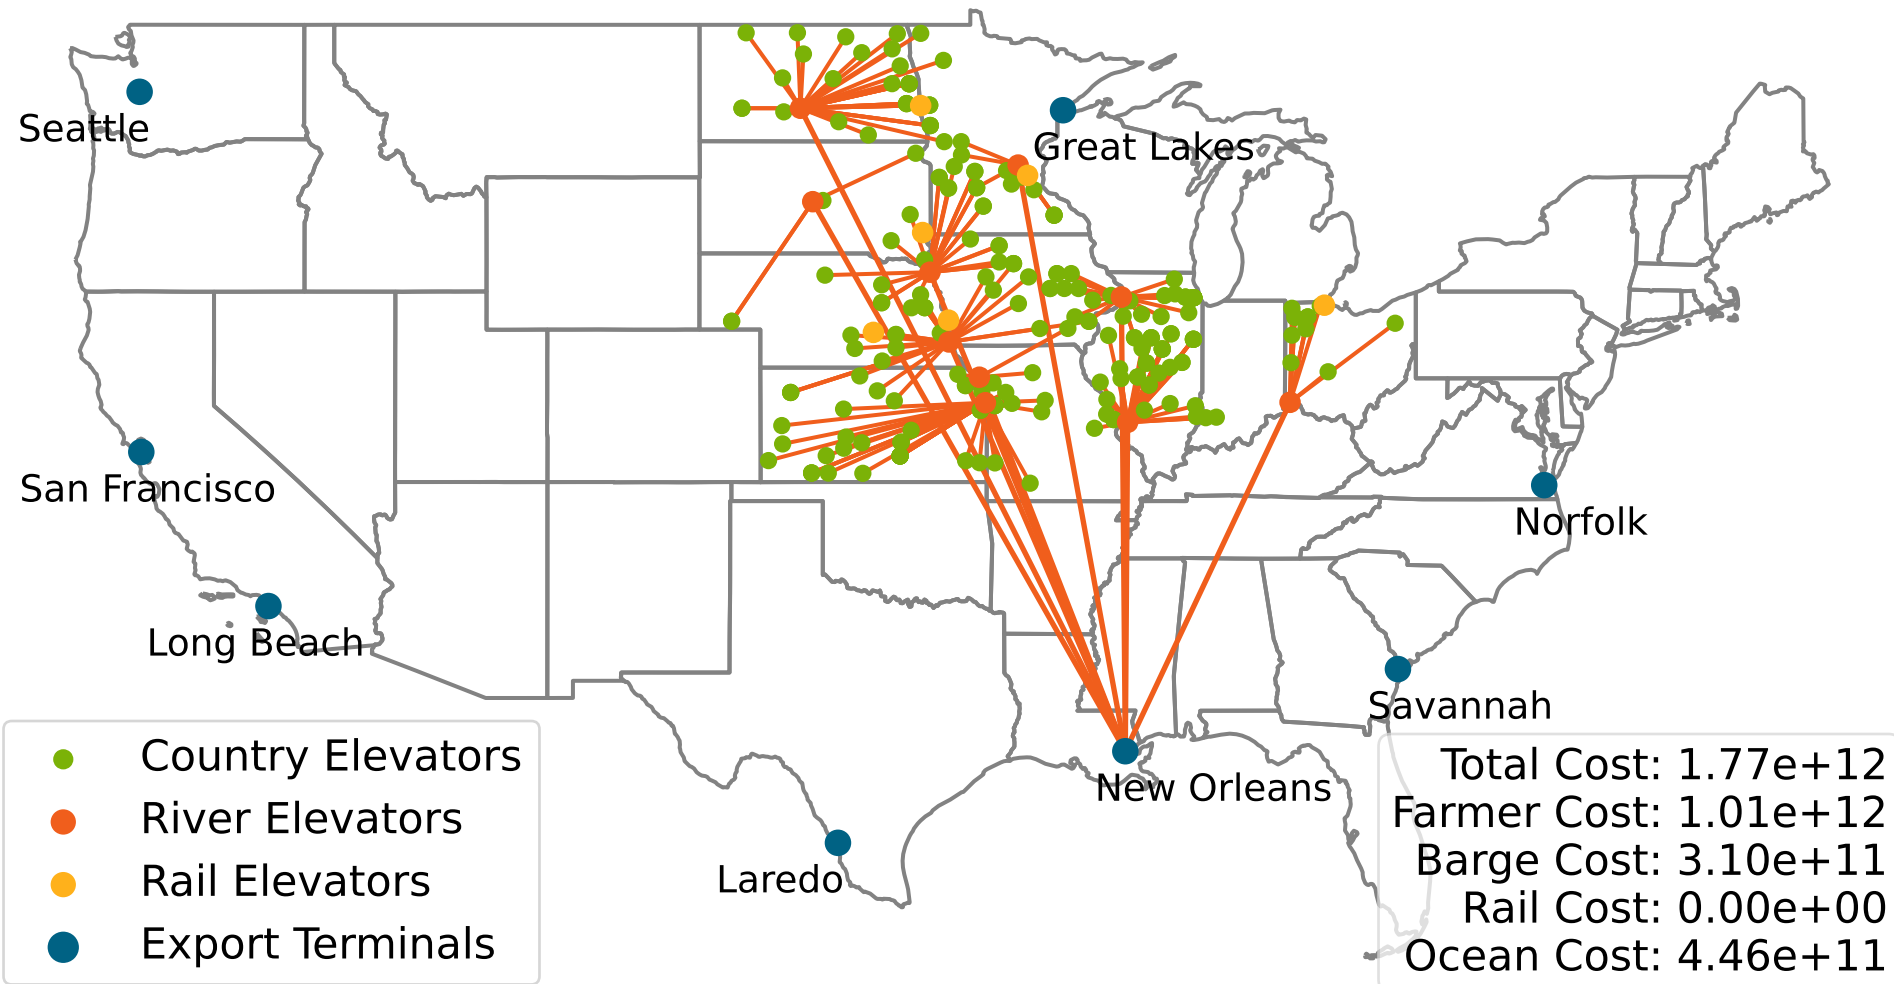 Seattle
Great Lakes
San Francisco
Norfolk
Long Beach
Savannah
New Orleans
Laredo
Country Elevators
River Elevators
Rail Elevators
Export Terminals
Total Cost: 1.77e+12
Farmer Cost: 1.01e+12
Barge Cost: 3.10e+11
Rail Cost: 0.00e+00
Ocean Cost: 4.46e+11